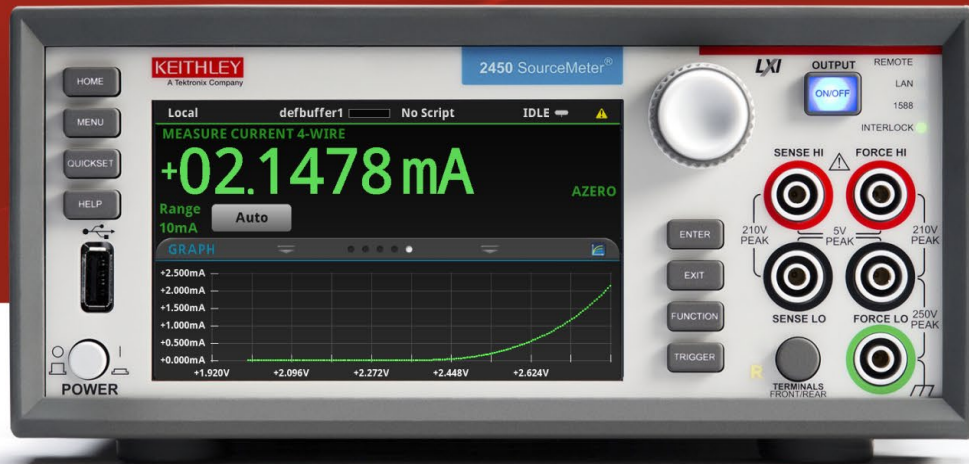 HOME
MENU
QUICKSET
HELP
POWER
KEITHLEY
A Tektronix Company
2450 SourceMeter®
Local defbuffer1 No Script IDLE
MEASURE CURRENT 4-WIRE
+02.1478 mA
AZERO
Range
10mA Auto
GRAPH
+2.500mA
+2.000mA
+1.500mA
+1.000mA
+0.500mA
+0.000mA
+1.920V +2.096V +2.272V +2.448V +2.624V
ENTER
EXIT
FUNCTION
TRIGGER
LXI
OUTPUT
ON/OFF
REMOTE
LAN
1588
INTERLOCK
SENSE HI FORCE HI
210V
PEAK
5V
PEAK
210V
PEAK
SENSE LO FORCE LO
250V
PEAK
R
TERMINALS
FRONT/REAR